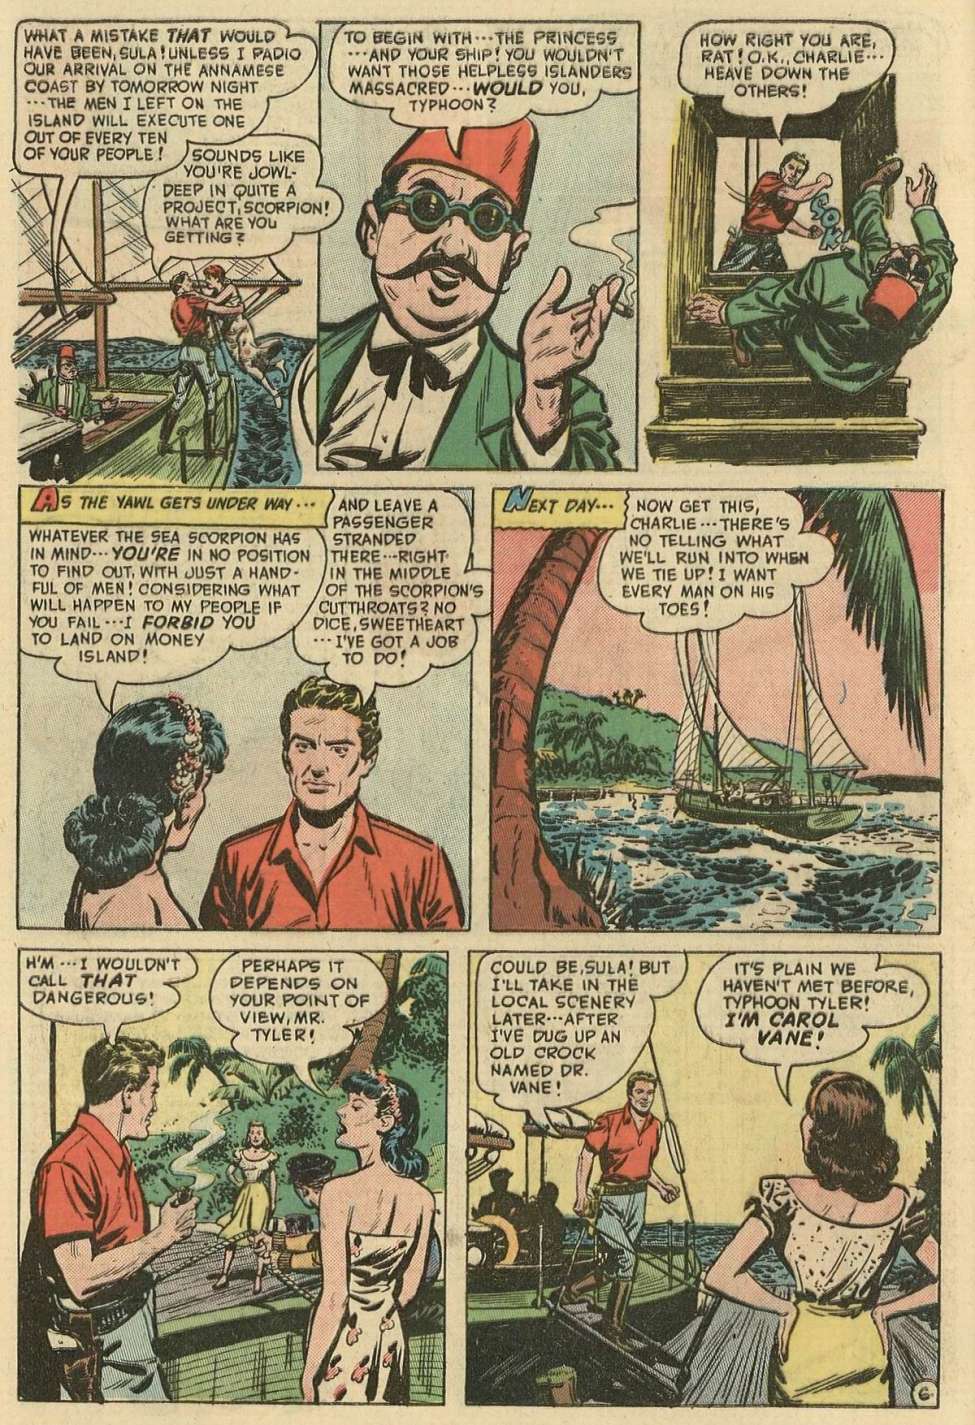 WHAT A MISTAKE THAT WOULD
HAVE BEEN, SULA! UNLESS I RADIO
OUR ARRIVAL ON THE ANNAMESE
COAST BY TOMORROW NIGHT
---THE MEN I LEFT ON THE
ISLAND WILL EXECUTE ONE
OUT OF EVERY TEN
OF YOUR PEOPLE!
SOUNDS LIKE
YOU'RE JOWL-
DEEP IN QUITE A
PROJECT, SCORPION!
WHAT ARE YOU
GETTING?
TO BEGIN WITH---THE PRINCESS
---AND YOUR SHIP! YOU WOULDN'T
WANT THOSE HELPLESS ISLANDERS
MASSACRED---WOULD YOU,
TYPHOON?
HOW RIGHT YOU ARE,
RAT! O.K., CHARLIE---
HEAVE DOWN THE
OTHERS!
SOK!
AS THE YAWL GETS UNDER WAY---
WHATEVER THE SEA SCORPION HAS
IN MIND---YOU'RE IN NO POSITION
TO FIND OUT, WITH JUST A HAND-
FUL OF MEN! CONSIDERING WHAT
WILL HAPPEN TO MY PEOPLE IF
YOU FAIL---I FORBID YOU
TO LAND ON MONEY
ISLAND!
AND LEAVE A
PASSENGER
STRANDED
THERE---RIGHT
IN THE MIDDLE
OF THE SCORPION'S
CUTTHROATS? NO
DICE, SWEETHEART
---I'VE GOT A JOB
TO DO!
NEXT DAY---
NOW GET THIS,
CHARLIE---THERE'S
NO TELLING WHAT
WE'LL RUN INTO WHEN
WE TIE UP! I WANT
EVERY MAN ON HIS
TOES!
H'M---I WOULDN'T
CALL THAT
DANGEROUS!
PERHAPS IT
DEPENDS ON
YOUR POINT OF
VIEW, MR.
TYLER!
COULD BE, SULA! BUT
I'LL TAKE IN THE
LOCAL SCENERY
LATER---AFTER
I'VE DUG UP AN
OLD CROCK
NAMED DR.
VANE!
IT'S PLAIN WE
HAVEN'T MET BEFORE,
TYPHOON TYLER!
I'M CAROL
VANE!
6